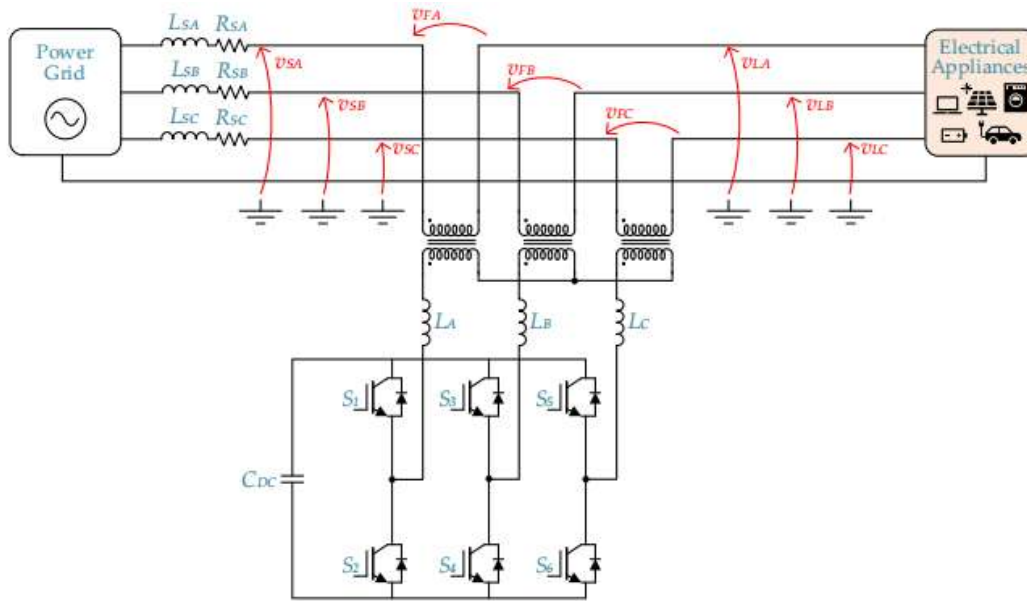 Power
Grid
LSA RSA
LSB RSB
LSC RSC
vSA
vSB
vSC
vFA
vFB
vFC
vLA
vLB
vLC
Electrical
Appliances
LA
LB
LC
S1
S3
S5
CDC
S2
S4
S6